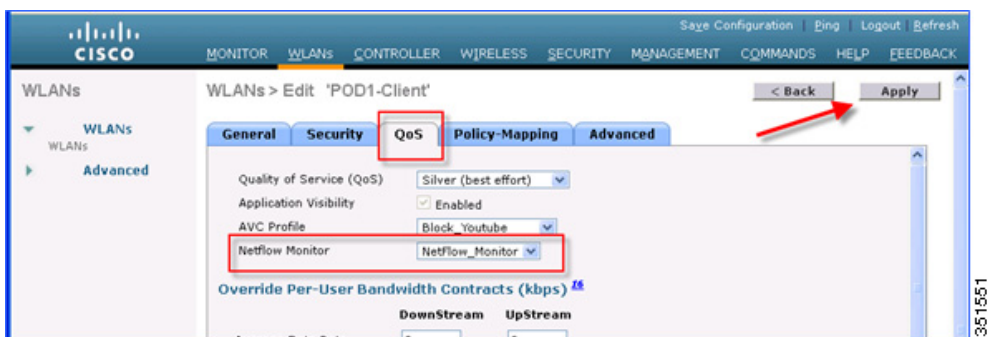 Save Configuration | Ping | Logout | Refresh
CISCO
MONITOR WLANs CONTROLLER WIRELESS SECURITY MANAGEMENT COMMANDS HELP FEEDBACK
WLANs
WLANs > Edit 'POD1-Client'
< Back
Apply
WLANs
WLANs
Advanced
General Security QoS Policy-Mapping Advanced
Quality of Service (QoS) Silver (best effort)
Application Visibility Enabled
AVC Profile Block_Youtube
Netflow Monitor NetFlow_Monitor
Override Per-User Bandwidth Contracts (kbps) 16
DownStream UpStream
351551